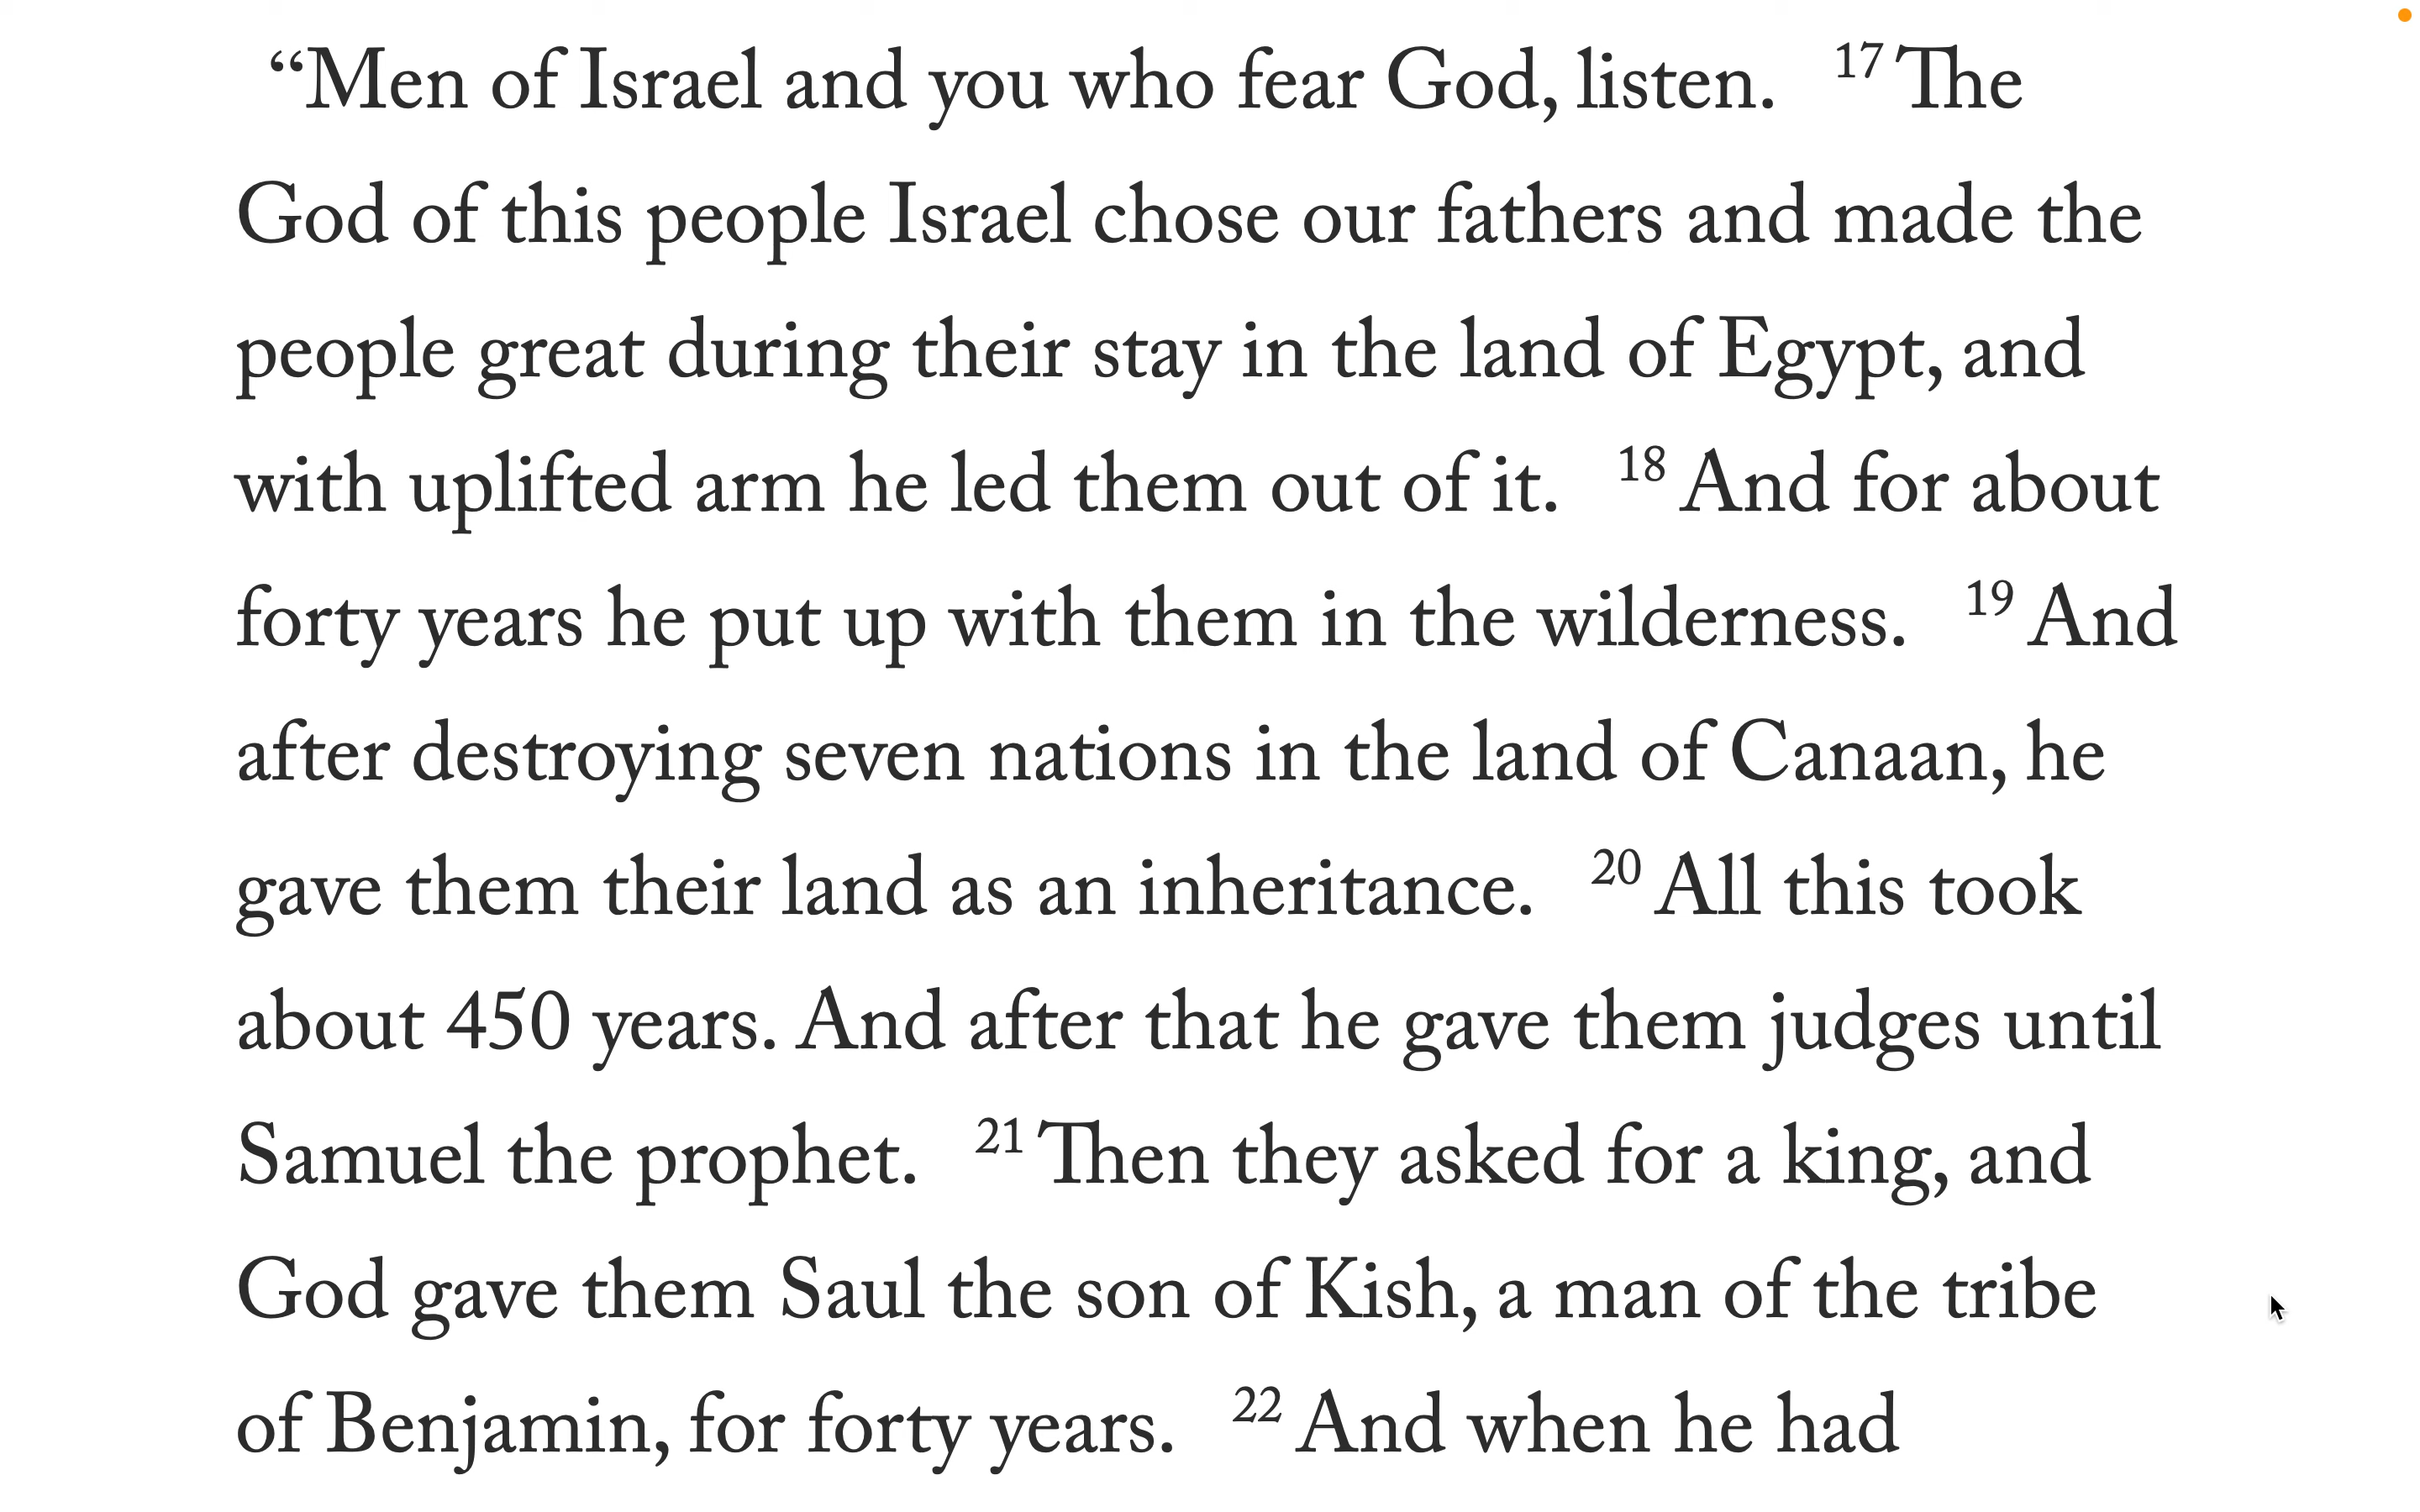 “Men of Israel and you who fear God, listen. 17 The
God of this people Israel chose our fathers and made the
people great during their stay in the land of Egypt, and
with uplifted arm he led them out of it. 18 And for about
forty years he put up with them in the wilderness. 19 And
after destroying seven nations in the land of Canaan, he
gave them their land as an inheritance. 20 All this took
about 450 years. And after that he gave them judges until
Samuel the prophet. 21 Then they asked for a king, and
God gave them Saul the son of Kish, a man of the tribe
of Benjamin, for forty years. 22 And when he had